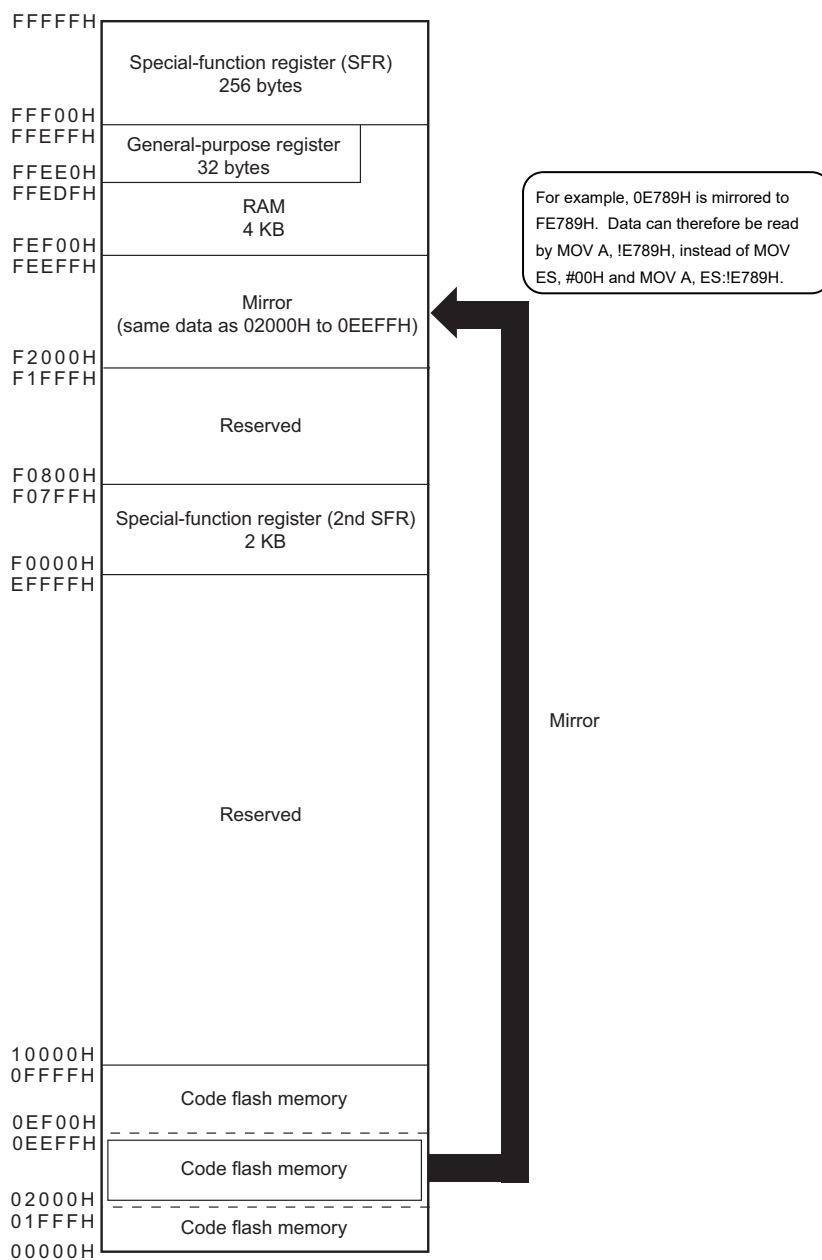 FFFFFH
Special-function register (SFR)
256 bytes
FFF00H
FFEFFH
General-purpose register
32 bytes
FFEE0H
FFEDFH
RAM
4 KB
FEF00H
FEEFFH
Mirror
(same data as 02000H to 0EEFFH)
For example, 0E789H is mirrored to
FE789H. Data can therefore be read
by MOV A, !E789H, instead of MOV
ES, #00H and MOV A, ES:!E789H.
F2000H
F1FFFH
Reserved
F0800H
F07FFH
Special-function register (2nd SFR)
2 KB
F0000H
EFFFFH
Mirror
Reserved
10000H
0FFFFH
Code flash memory
0EF00H
0EEFFH
Code flash memory
02000H
01FFFH
Code flash memory
00000H